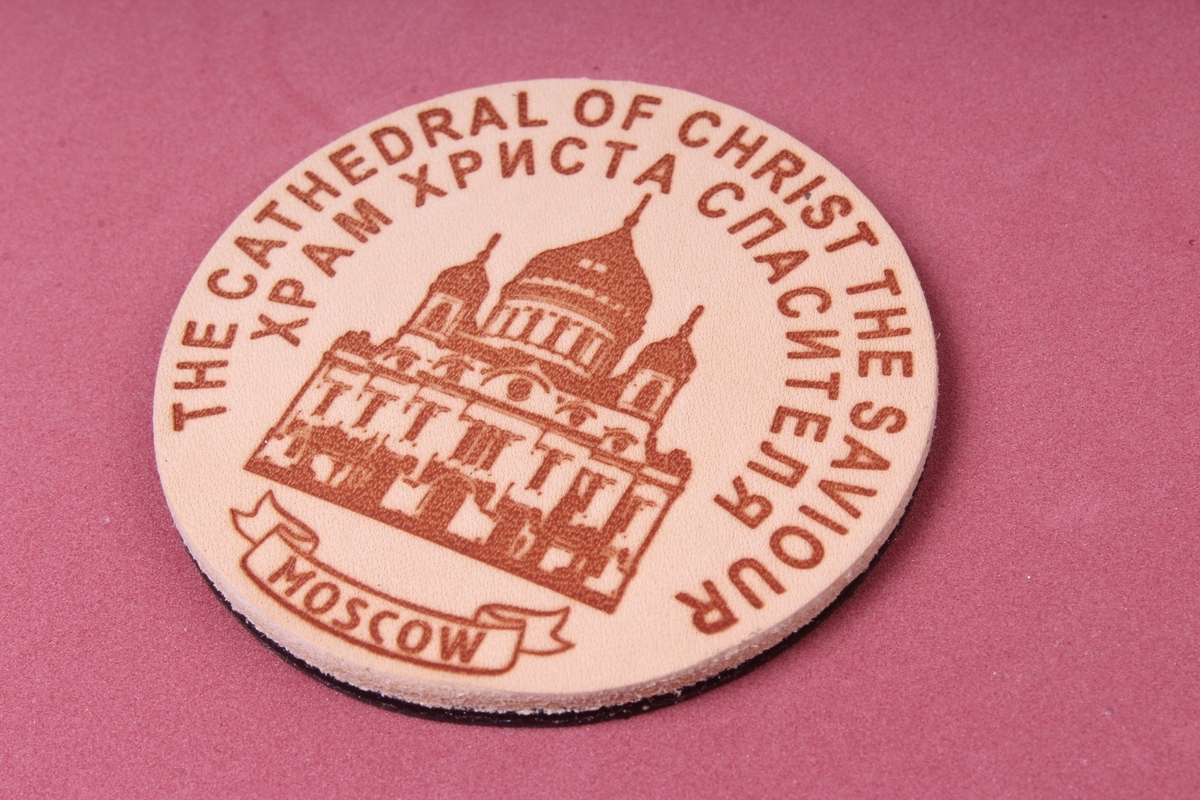 THE CATHEDRAL OF CHRIST THE SAVIOUR
ХРАМ ХРИСТА СПАСИТЕЛЯ
MOSCOW